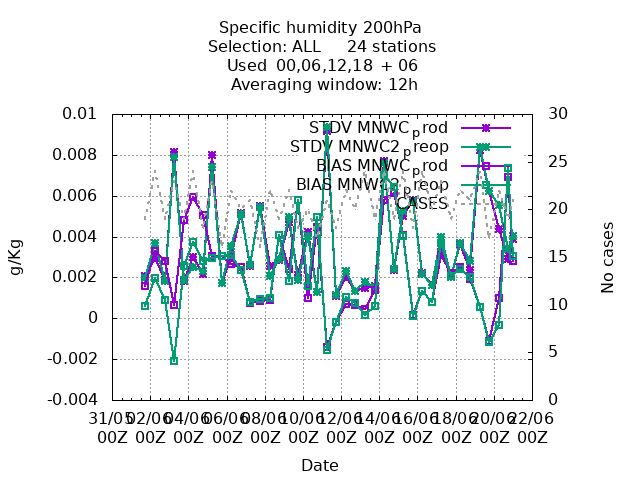 Specific humidity 200hPa
Selection: ALL 24 stations
Used 00,06,12,18 + 06
Averaging window: 12h
0.01
0.008
0.006
0.004
0.002
0
-0.002
-0.004
g/Kg
30
25
20
15
10
5
0
No cases
STDV MNWC_prod
STDV MNWC2_preop
BIAS MNWC_prod
BIAS MNWC2_preop
CASES
31/05 02/06 04/06 06/06 08/06 10/06 12/06 14/06 16/06 18/06 20/06 22/06
00Z 00Z 00Z 00Z 00Z 00Z 00Z 00Z 00Z 00Z 00Z 00Z
Date